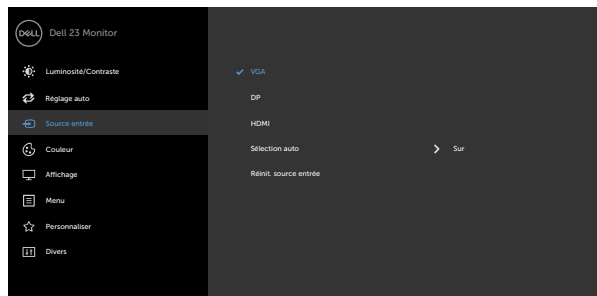 DELL Dell 23 Monitor
Luminosité/Contraste
VGA
Réglage auto
DP
Source entrée
HDMI
Couleur
Sélection auto
Sur
Affichage
Réinit. source entrée
Menu
Personnaliser
Divers